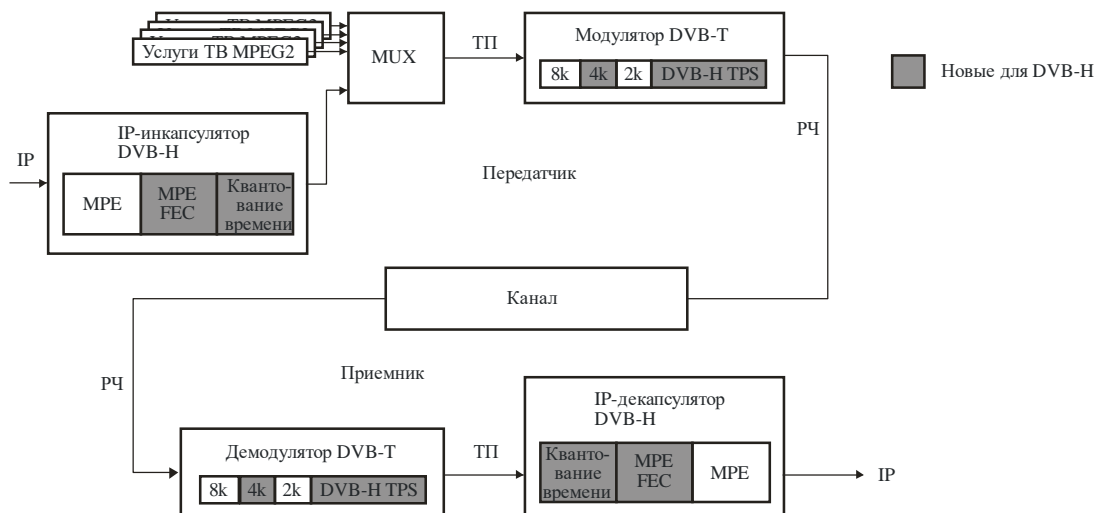 Услуги ТВ MPEG2
MUX
ТП
Модулятор DVB-T
8k 4k 2k DVB-H TPS
Новые для DVB-H
IP
IP-инкапсулятор
DVB-H
MPE
MPE
FEC
Кванто-
вание
времени
РЧ
Передатчик
Канал
РЧ
Приемник
Демодулятор DVB-T
8k 4k 2k DVB-H TPS
ТП
IP-декапсулятор
DVB-H
Кванто-
вание
времени
MPE
FEC
MPE
IP